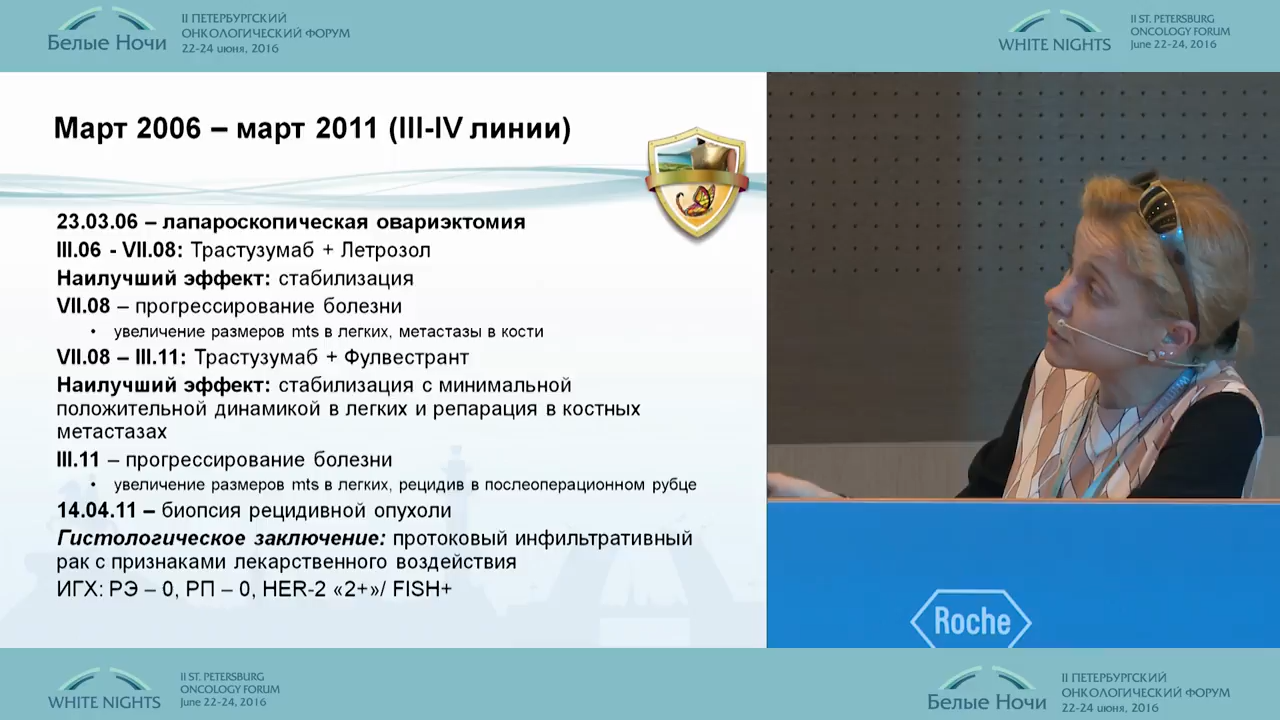 Белые Ночи
II ПЕТЕРБУРГСКИЙ
ОНКОЛОГИЧЕСКИЙ ФОРУМ
22-24 июня, 2016
WHITE NIGHTS
II ST. PETERSBURG
ONCOLOGY FORUM
June 22-24, 2016
Март 2006 – март 2011 (III-IV линии)
23.03.06 – лапароскопическая овариэктомия
III.06 - VII.08: Трастузумаб + Летрозол
Наилучший эффект: стабилизация
VII.08 – прогрессирование болезни
• увеличение размеров mts в легких, метастазы в кости
VII.08 – III.11: Трастузумаб + Фулвестрант
Наилучший эффект: стабилизация с минимальной
положительной динамикой в легких и репарация в костных
метастазах
III.11 – прогрессирование болезни
• увеличение размеров mts в легких, рецидив в послеоперационном рубце
14.04.11 – биопсия рецидивной опухоли
Гистологическое заключение: протоковый инфильтративный
рак с признаками лекарственного воздействия
ИГХ: РЭ – 0, РП – 0, HER-2 «2+»/ FISH+
Roche
WHITE NIGHTS
II ST. PETERSBURG
ONCOLOGY FORUM
June 22-24, 2016
Белые Ночи
II ПЕТЕРБУРГСКИЙ
ОНКОЛОГИЧЕСКИЙ ФОРУМ
22-24 июня, 2016